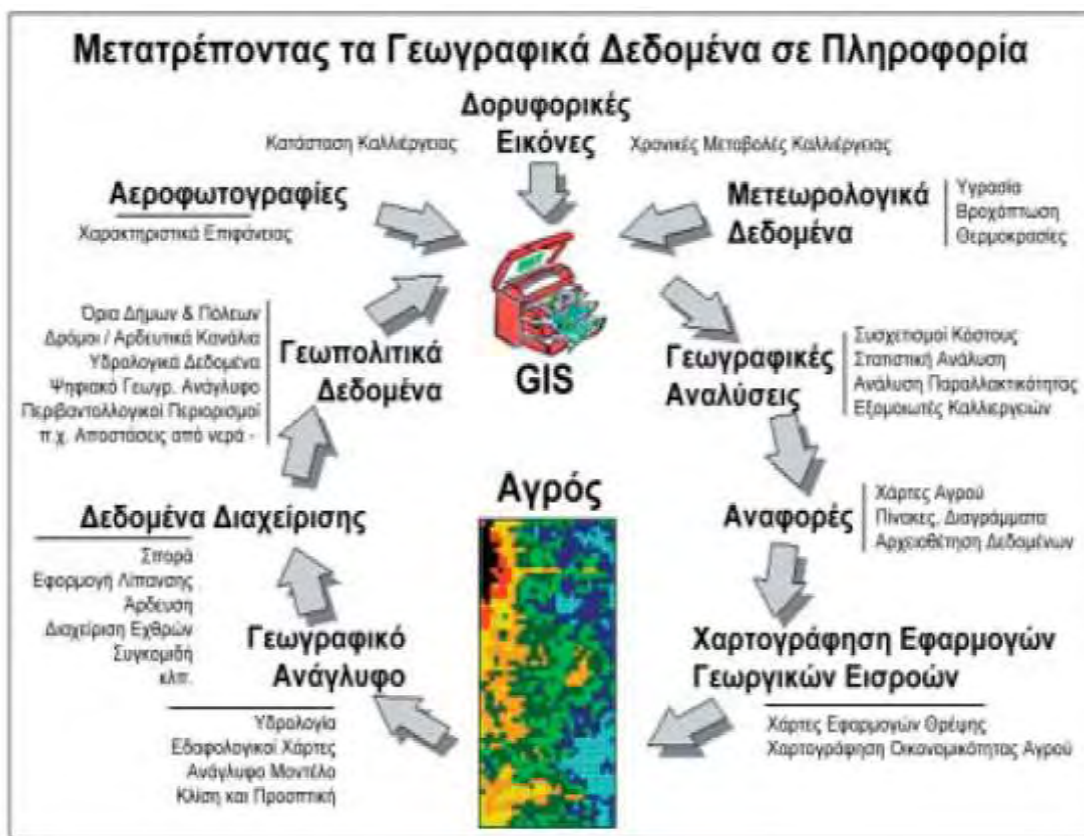 Μετατρέποντας τα Γεωγραφικά Δεδομένα σε Πληροφορία
Δορυφορικές
Εικόνες
Κατάσταση Καλλιέργειας
Χρονικές Μεταβολές Καλλιέργειας
Αεροφωτογραφίες
Χαρακτηριστικά Επιφάνειας
Μετεωρολογικά
Δεδομένα
Υγρασία
Βροχόπτωση
Θερμοκρασίες
Όρια Δήμων & Πόλεων
Δρόμοι / Αρδευτικά Κανάλια
Υδρολογικά Δεδομένα
Ψηφιακό Γεωγρ. Ανάγλυφο
Περιβαντολλογικοί Περιορισμοί
π.χ. Αποστάσεις από νερά -
Γεωπολιτικά
Δεδομένα
GIS
Γεωγραφικές
Αναλύσεις
Συσχετισμοί Κόστους
Στατιστική Ανάλυση
Ανάλυση Παραλλακτικότητας
Εξομοιωτές Καλλιεργειών
Δεδομένα Διαχείρισης
Σπορά
Εφαρμογή Λίπανσης
Άρδευση
Διαχείριση Εχθρών
Συγκομιδή
κλπ.
Αγρός
Αναφορές
Χάρτες Αγρού
Πίνακες, Διαγράμματα
Αρχειοθέτηση Δεδομένων
Γεωγραφικό
Ανάγλυφο
Υδρολογία
Εδαφολογικοί Χάρτες
Ανάγλυφο Μοντέλο
Κλίση και Προοπτική
Χαρτογράφηση Εφαρμογών
Γεωργικών Εισροών
Χάρτες Εφαρμογών Θρέψης
Χαρτογράφηση Οικονομικότητας Αγρού